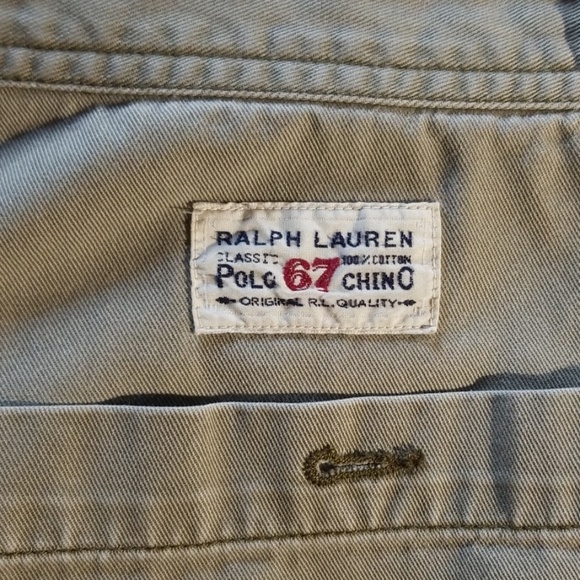 RALPH LAUREN
CLASSIC 100% COTTON
POLO 67 CHINO
ORIGINAL R.L. QUALITY